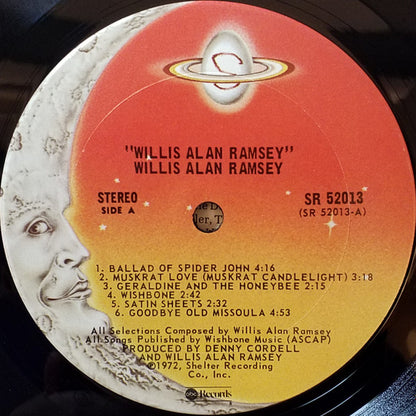 "WILLIS ALAN RAMSEY"
WILLIS ALAN RAMSEY
STEREO
SIDE A
SR 52013
(SR 52013-A)
1. BALLAD OF SPIDER JOHN 4:16
2. MUSKRAT LOVE (MUSKRAT CANDLELIGHT) 3:18
3. GERALDINE AND THE HONEYBEE 2:15
4. WISHBONE 2:42
5. SATIN SHEETS 2:32
6. GOODBYE OLD MISSOULA 4:53
All Selections Composed by Willis Alan Ramsey
All Songs Published by Wishbone Music (ASCAP)
PRODUCED BY DENNY CORDELL
AND WILLIS ALAN RAMSEY
©1972, Shelter Recording
Co., Inc.
abc Records